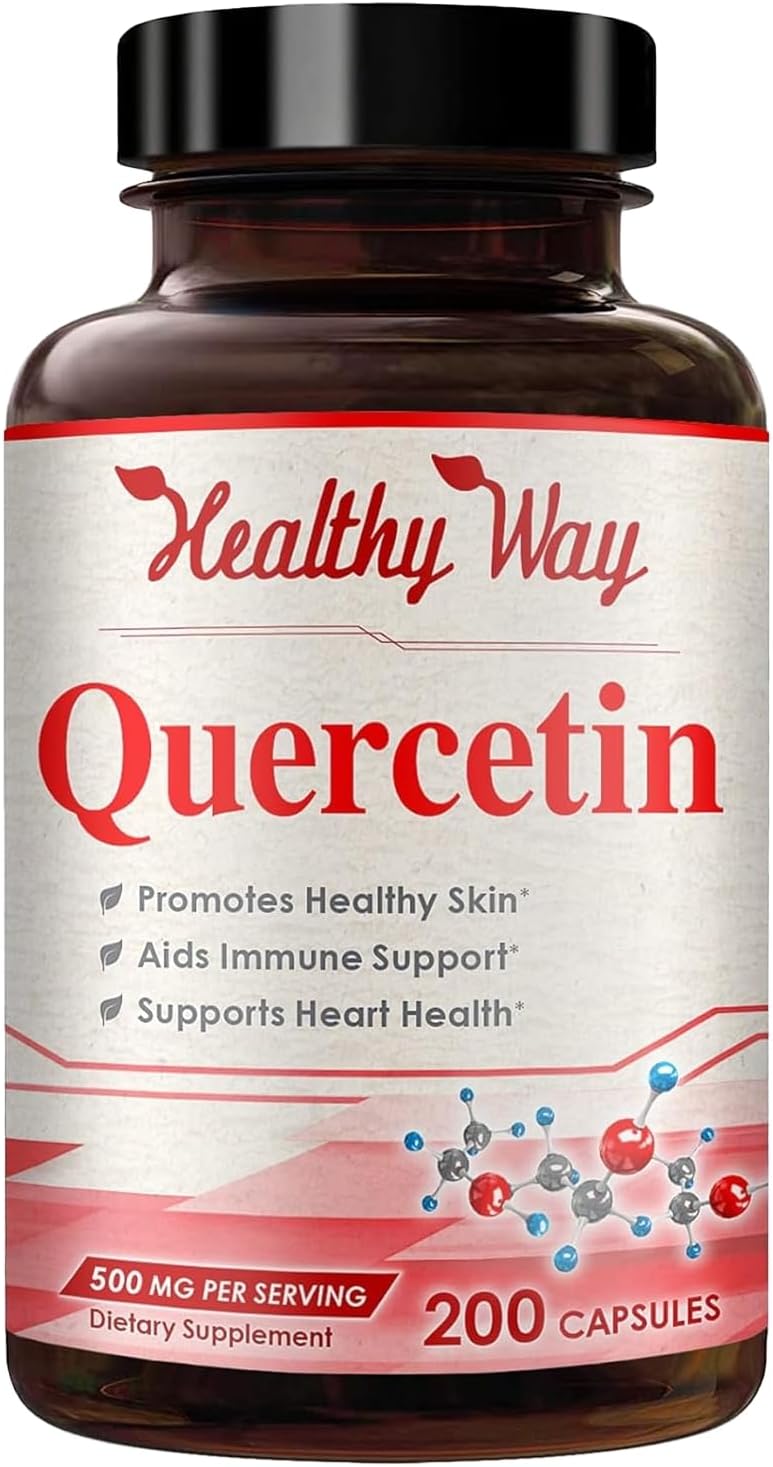 Healthy Way
Quercetin
Promotes Healthy Skin*
Aids Immune Support*
Supports Heart Health*
500 MG PER SERVING
Dietary Supplement
200 CAPSULES